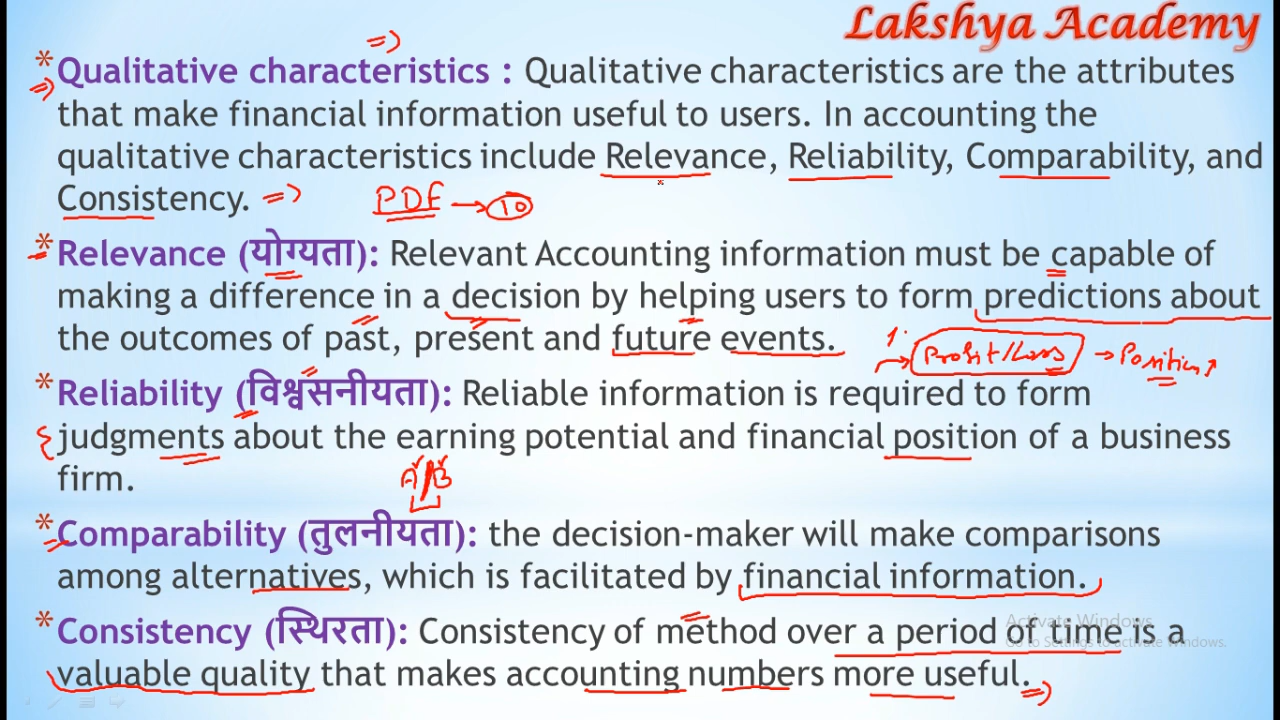 Lakshya Academy
* Qualitative characteristics : Qualitative characteristics are the attributes
that make financial information useful to users. In accounting the
qualitative characteristics include Relevance, Reliability, Comparability, and
Consistency.
PDF → 10
* Relevance (योग्यता): Relevant Accounting information must be capable of
making a difference in a decision by helping users to form predictions about
the outcomes of past, present and future events.
Profit/Loss → Position
* Reliability (विश्वसनीयता): Reliable information is required to form
judgments about the earning potential and financial position of a business
firm.
A/B
* Comparability (तुलनीयता): the decision-maker will make comparisons
among alternatives, which is facilitated by financial information.
* Consistency (स्थिरता): Consistency of method over a period of time is a
valuable quality that makes accounting numbers more useful.
Activate Windows
Go to Settings to activate Windows.